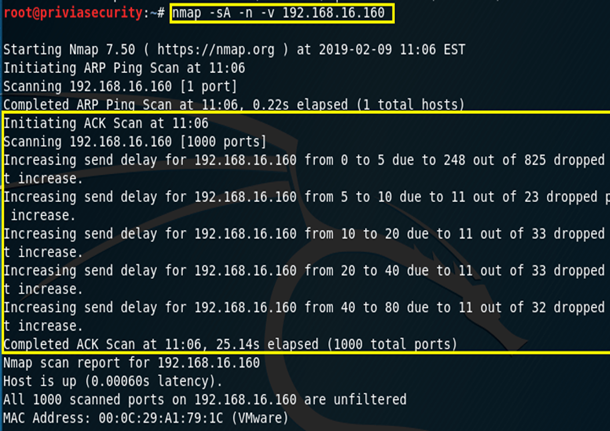 root@priviasecurity:~# nmap -sA -n -v 192.168.16.160
Starting Nmap 7.50 ( https://nmap.org ) at 2019-02-09 11:06 EST
Initiating ARP Ping Scan at 11:06
Scanning 192.168.16.160 [1 port]
Completed ARP Ping Scan at 11:06, 0.22s elapsed (1 total hosts)
Initiating ACK Scan at 11:06
Scanning 192.168.16.160 [1000 ports]
Increasing send delay for 192.168.16.160 from 0 to 5 due to 248 out of 825 dropped
t increase.
Increasing send delay for 192.168.16.160 from 5 to 10 due to 11 out of 23 dropped p
increase.
Increasing send delay for 192.168.16.160 from 10 to 20 due to 11 out of 33 dropped
t increase.
Increasing send delay for 192.168.16.160 from 20 to 40 due to 11 out of 33 dropped
t increase.
Increasing send delay for 192.168.16.160 from 40 to 80 due to 11 out of 32 dropped
t increase.
Completed ACK Scan at 11:06, 25.14s elapsed (1000 total ports)
Nmap scan report for 192.168.16.160
Host is up (0.00060s latency).
All 1000 scanned ports on 192.168.16.160 are unfiltered
MAC Address: 00:0C:29:A1:79:1C (VMware)